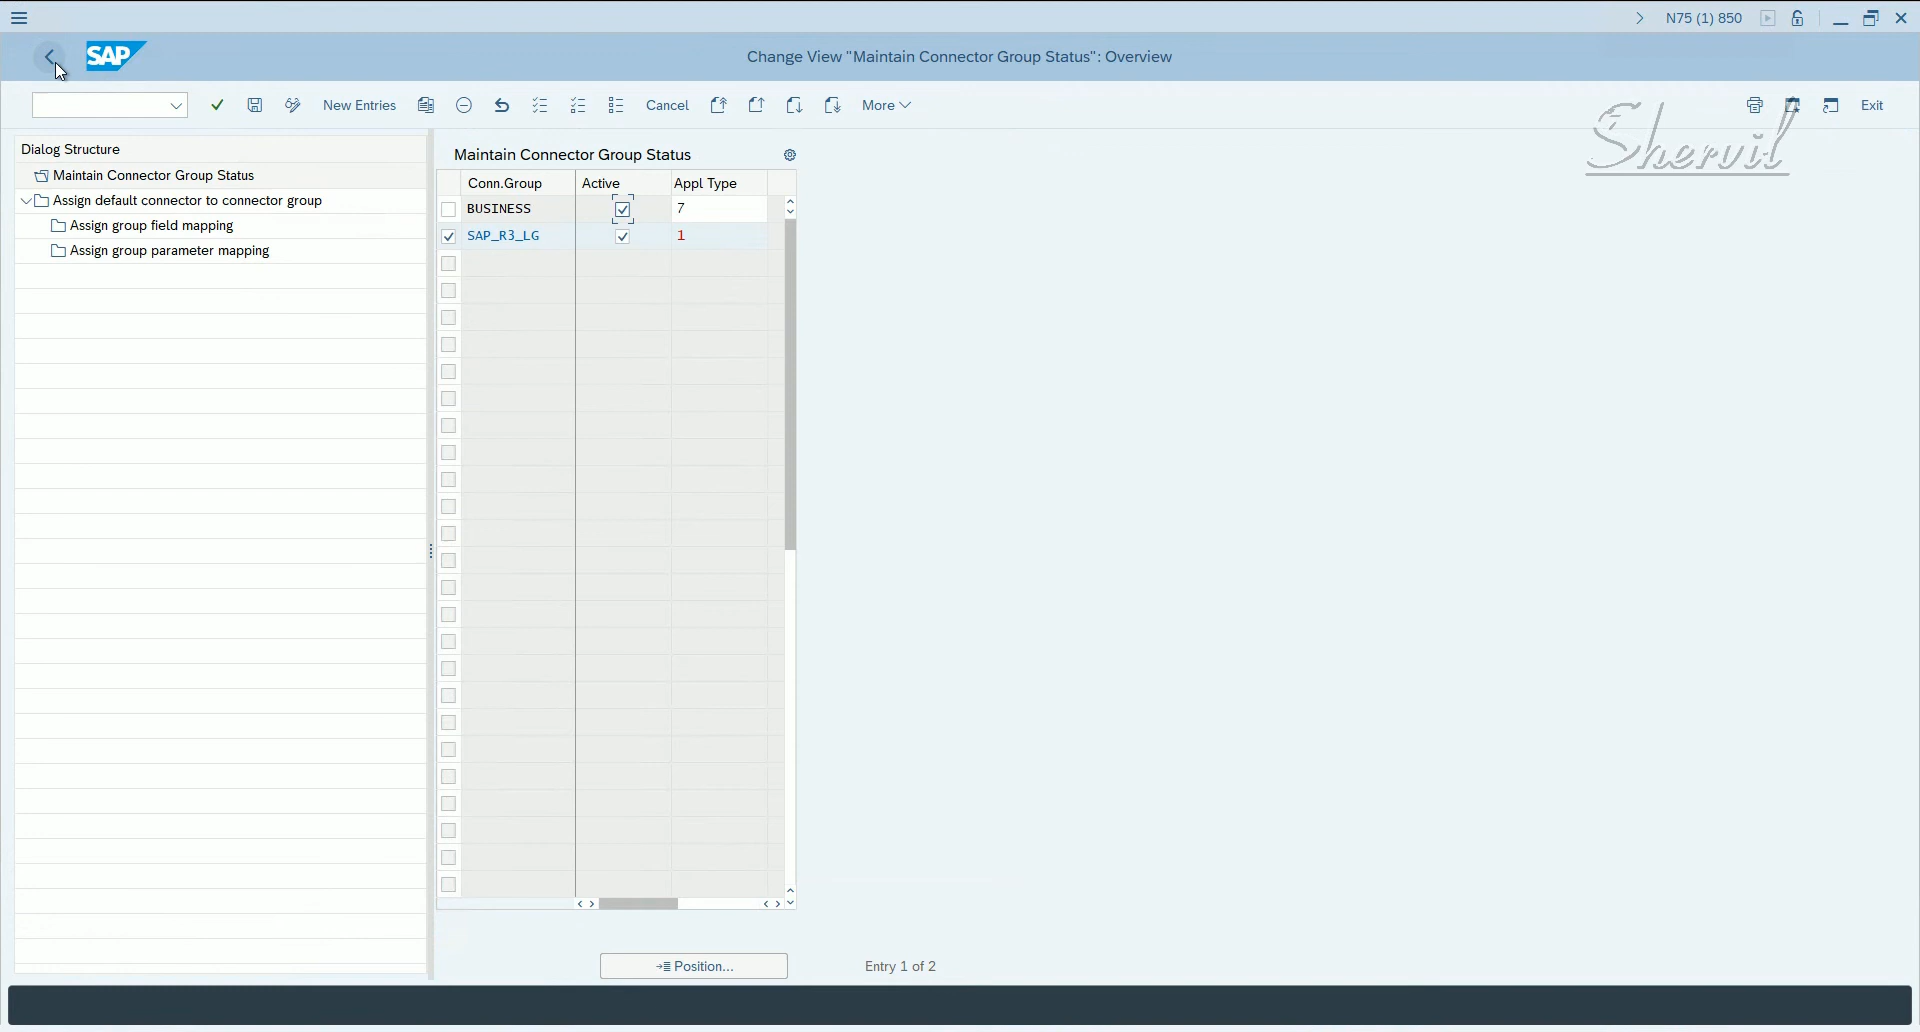 N75 (1) 850
SAP
Change View "Maintain Connector Group Status": Overview
New Entries
Cancel
More
Exit
Shervil
Dialog Structure
Maintain Connector Group Status
Assign default connector to connector group
Assign group field mapping
Assign group parameter mapping
Maintain Connector Group Status
Conn.Group Active Appl Type
BUSINESS 7
SAP_R3_LG 1
Position...
Entry 1 of 2